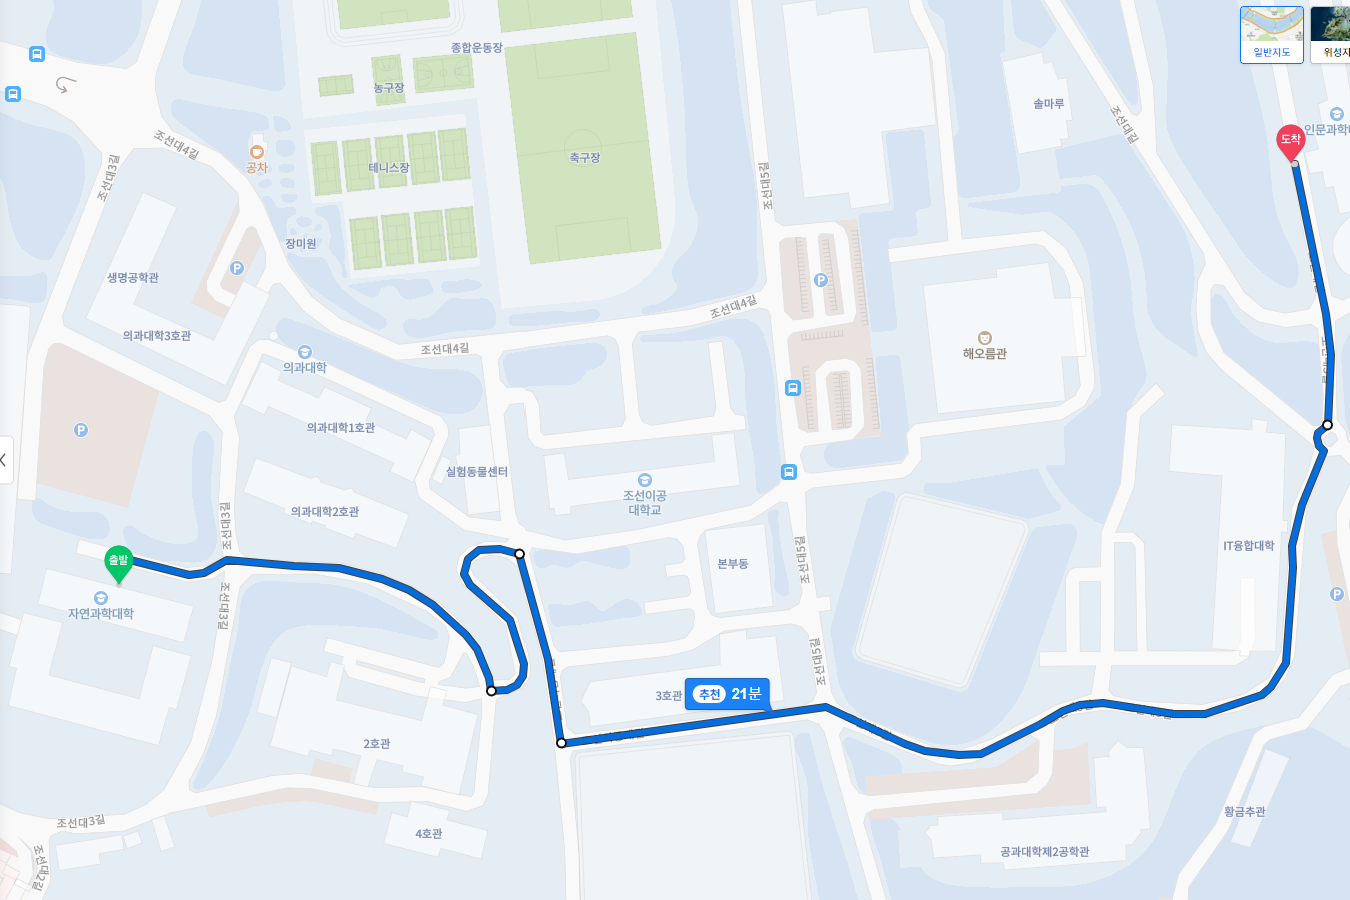 일반지도
위성지
종합운동장
농구장
솔마루
조선대길
인문과학대
도착
조선대4길
공차
테니스장
축구장
조선대3길
조선대5길
장미원
생명공학관
P
P
조선대4길
의과대학3호관
조선대4길
의과대학
해오름관
P
의과대학1호관
실험동물센터
조선이공
대학교
의과대학2호관
조선대3길
본부동
조선대5길
IT융합대학
출발
자연과학대학
조선대3길
P
조선대5길
3호관
추천 21분
2호관
황금추관
조선대3길
4호관
공과대학제2공학관
조선대2길